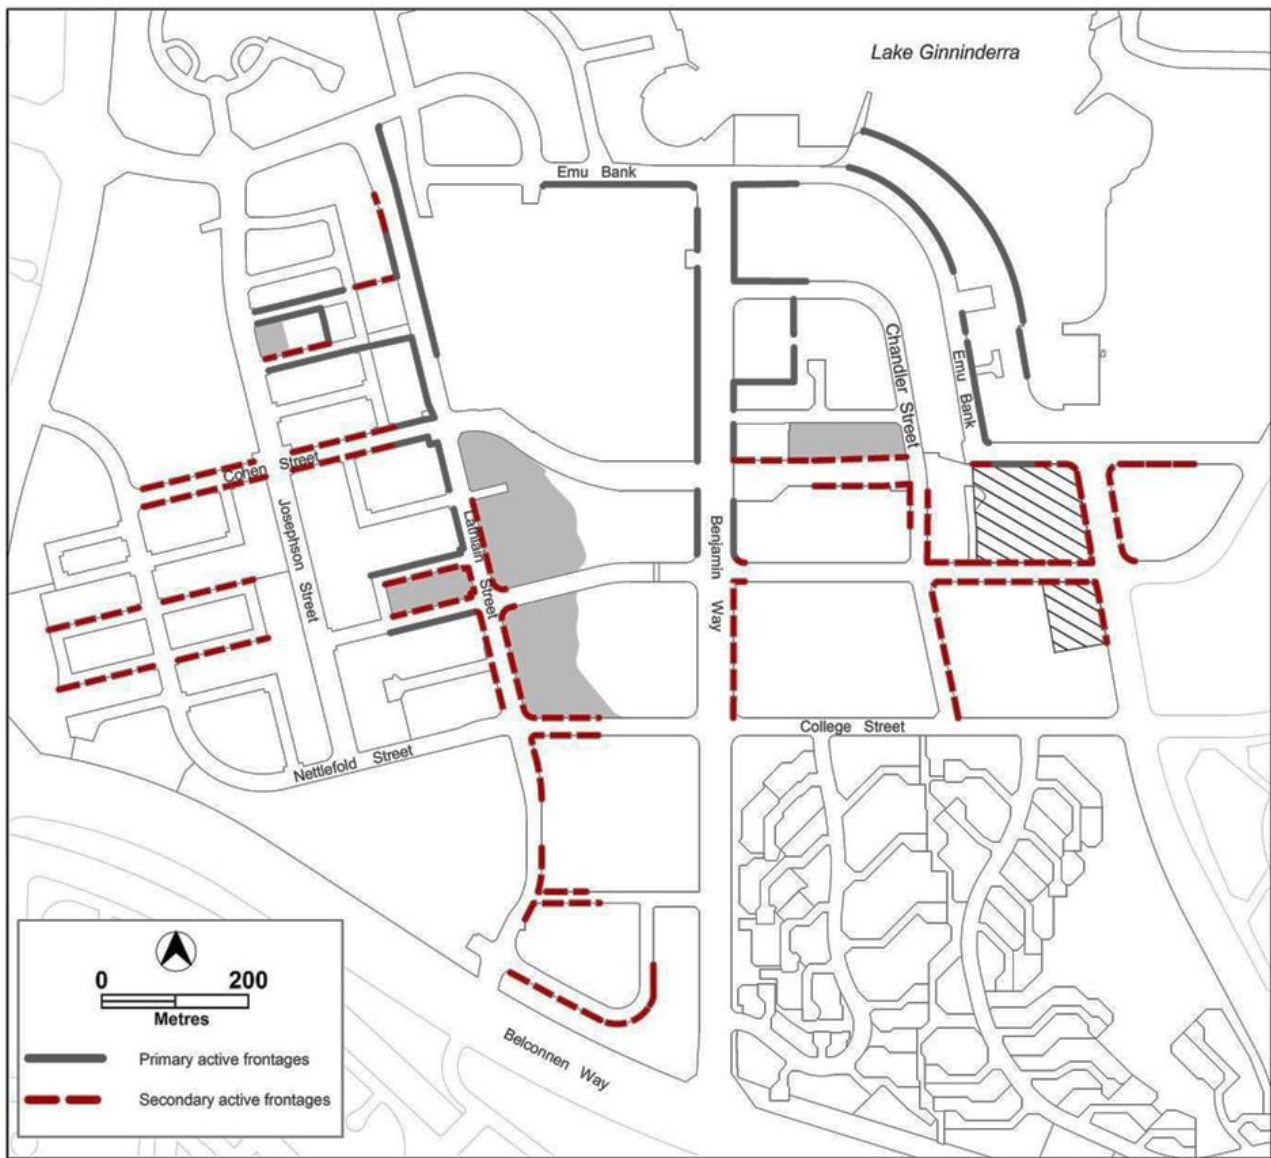 Lake Ginninderra
Emu Bank
Chandler Street
Emu Bank
Cohen Street
Josephson Street
Lathlain Street
Benjamin Way
College Street
Nettlefold Street
Belconnen Way
0 200
Metres
Primary active frontages
Secondary active frontages